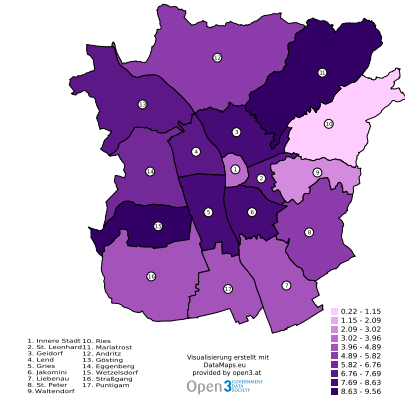 12
11
13
10
3
4
1
9
14
2
5
6
15
8
16
17
7
1. Innere Stadt 10. Ries
2. St. Leonhard 11. Mariatrost
3. Geidorf 12. Andritz
4. Lend 13. Gösting
5. Gries 14. Eggenberg
6. Jakomini 15. Wetzelsdorf
7. Liebenau 16. Straßgang
8. St. Peter 17. Puntigam
9. Waltendorf
Visualisierung erstellt mit
DataMaps.eu
provided by open3.at
Open3 GOVERNMENT
DATA
SOCIETY
0.22 - 1.15
1.15 - 2.09
2.09 - 3.02
3.02 - 3.96
3.96 - 4.89
4.89 - 5.82
5.82 - 6.76
6.76 - 7.69
7.69 - 8.63
8.63 - 9.56